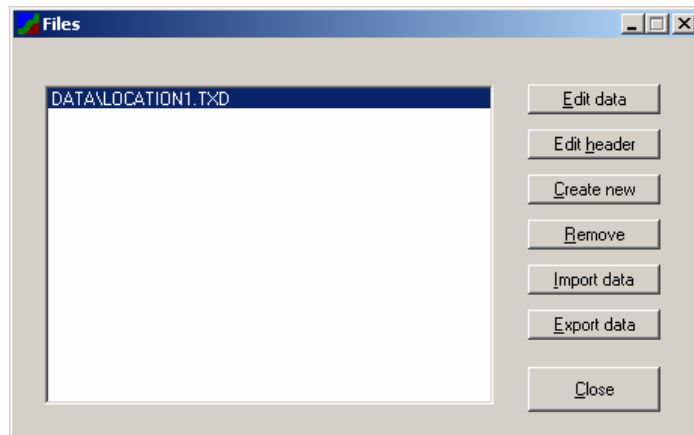 Files
DATA\LOCATION1.TXD
Edit data
Edit header
Create new
Remove
Import data
Export data
Close